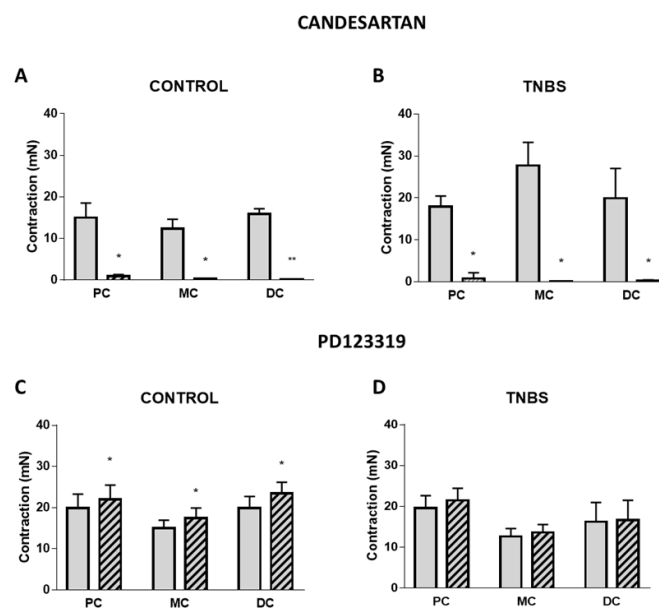 CANDESARTAN
A
CONTROL
Contraction (mN)
40
30
20
10
0
*
*
**
PC
MC
DC
B
TNBS
Contraction (mN)
40
30
20
10
0
*
*
*
PC
MC
DC
PD123319
C
CONTROL
Contraction (mN)
40
30
20
10
0
*
*
*
PC
MC
DC
D
TNBS
Contraction (mN)
40
30
20
10
0
PC
MC
DC